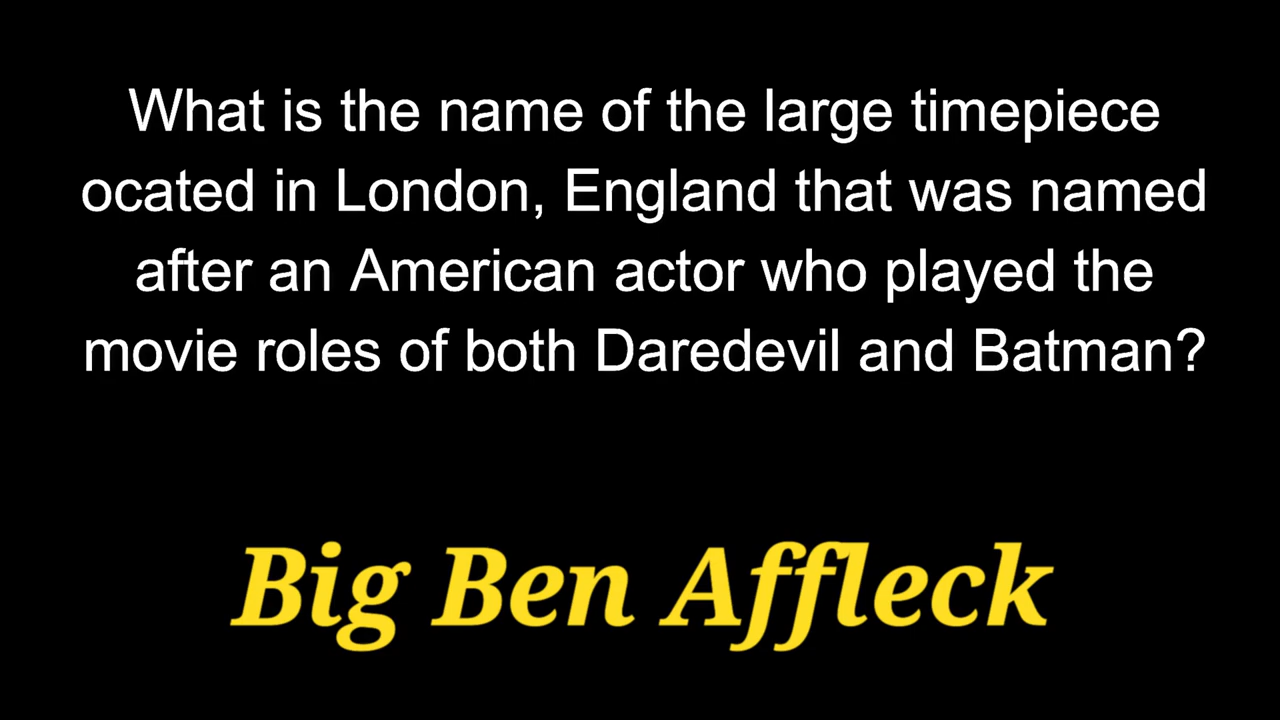 What is the name of the large timepiece
ocated in London, England that was named
after an American actor who played the
movie roles of both Daredevil and Batman?
Big Ben Affleck